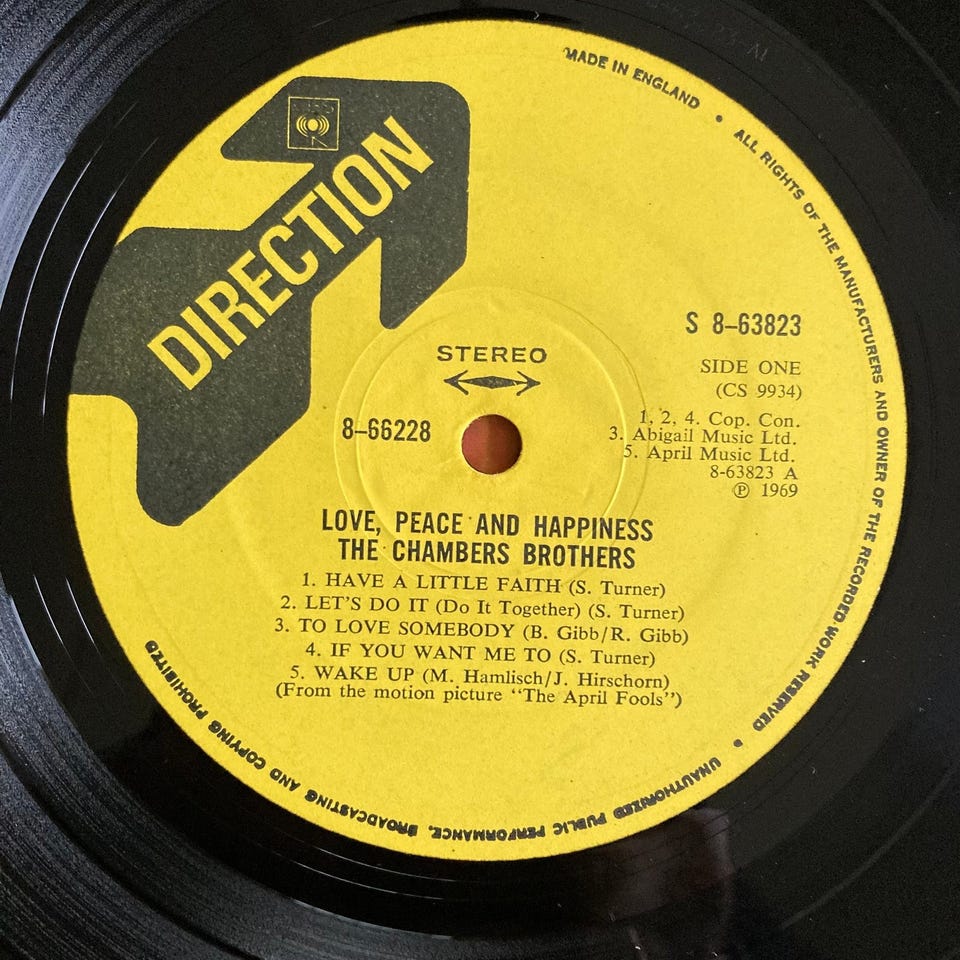 MADE IN ENGLAND • ALL RIGHTS OF THE MANUFACTURERS AND OWNER OF THE RECORDED WORK RESERVED • UNAUTHORIZED PUBLIC PERFORMANCE, BROADCASTING AND COPYING PROHIBITED
CBS
DIRECTION
S 8-63823
STEREO
SIDE ONE
(CS 9934)
8-66228
1, 2, 4. Cop. Con.
3. Abigail Music Ltd.
5. April Music Ltd.
8-63823 A
℗ 1969
LOVE, PEACE AND HAPPINESS
THE CHAMBERS BROTHERS
1. HAVE A LITTLE FAITH (S. Turner)
2. LET'S DO IT (Do It Together) (S. Turner)
3. TO LOVE SOMEBODY (B. Gibb/R. Gibb)
4. IF YOU WANT ME TO (S. Turner)
5. WAKE UP (M. Hamlisch/J. Hirschorn)
(From the motion picture "The April Fools")